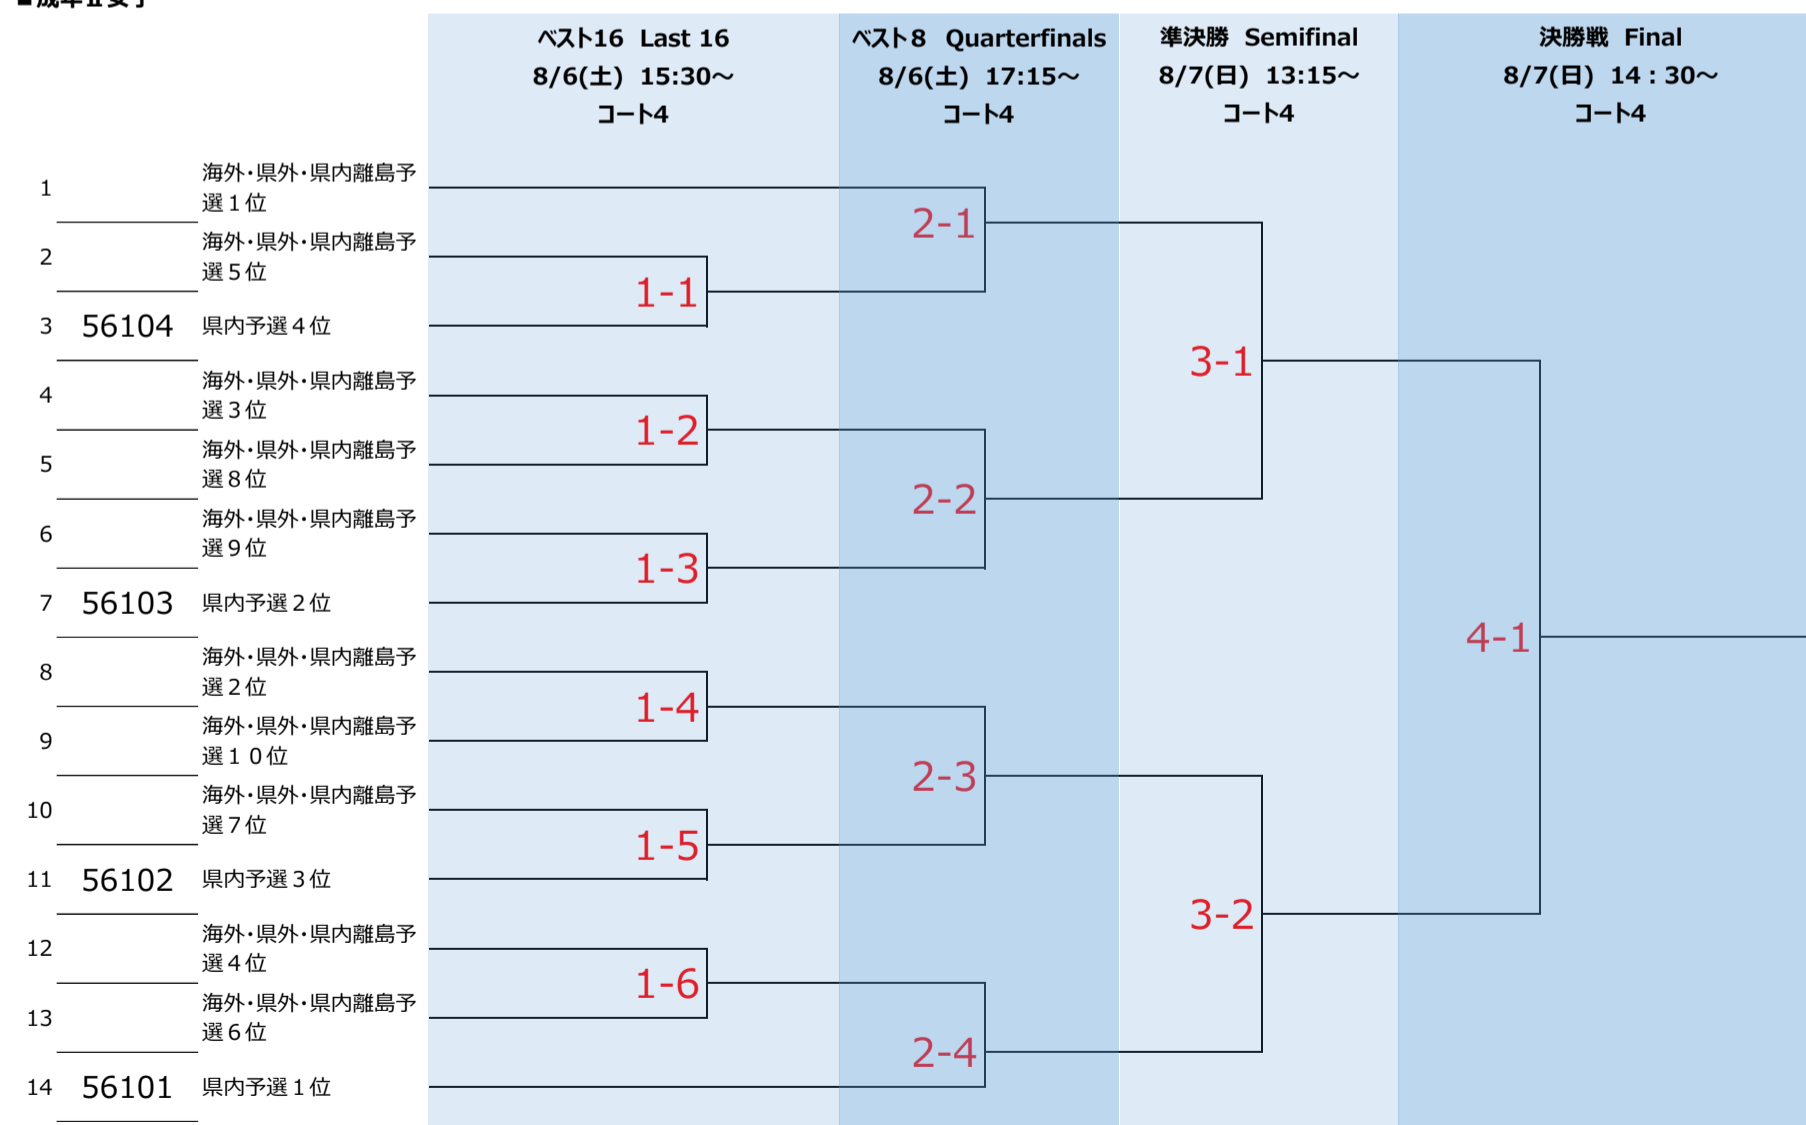 ベスト16 Last 16
8/6(土) 15:30～
コート4
ベスト8 Quarterfinals
8/6(土) 17:15～
コート4
準決勝 Semifinal
8/7(日) 13:15～
コート4
決勝戦 Final
8/7(日) 14：30～
コート4
1 海外・県外・県内離島予
選１位
2 海外・県外・県内離島予
選５位
3 56104 県内予選４位
4 海外・県外・県内離島予
選３位
5 海外・県外・県内離島予
選８位
6 海外・県外・県内離島予
選９位
7 56103 県内予選２位
8 海外・県外・県内離島予
選２位
9 海外・県外・県内離島予
選１０位
10 海外・県外・県内離島予
選７位
11 56102 県内予選３位
12 海外・県外・県内離島予
選４位
13 海外・県外・県内離島予
選６位
14 56101 県内予選１位
1-1
1-2
1-3
1-4
1-5
1-6
2-1
2-2
2-3
2-4
3-1
3-2
4-1